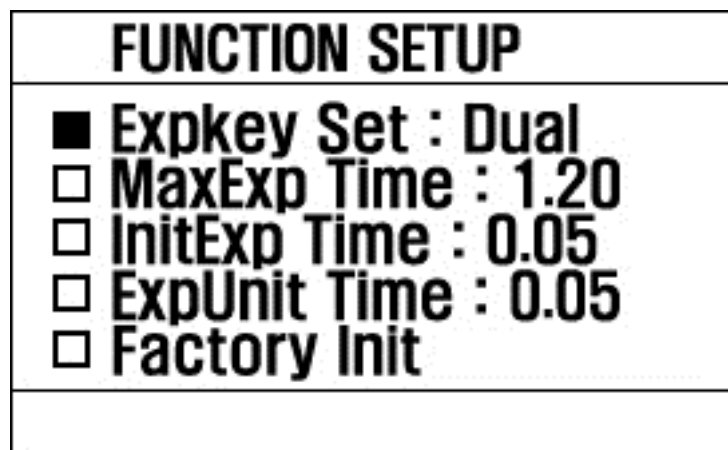 FUNCTION SETUP
Expkey Set : Dual
MaxExp Time : 1.20
InitExp Time : 0.05
ExpUnit Time : 0.05
Factory Init